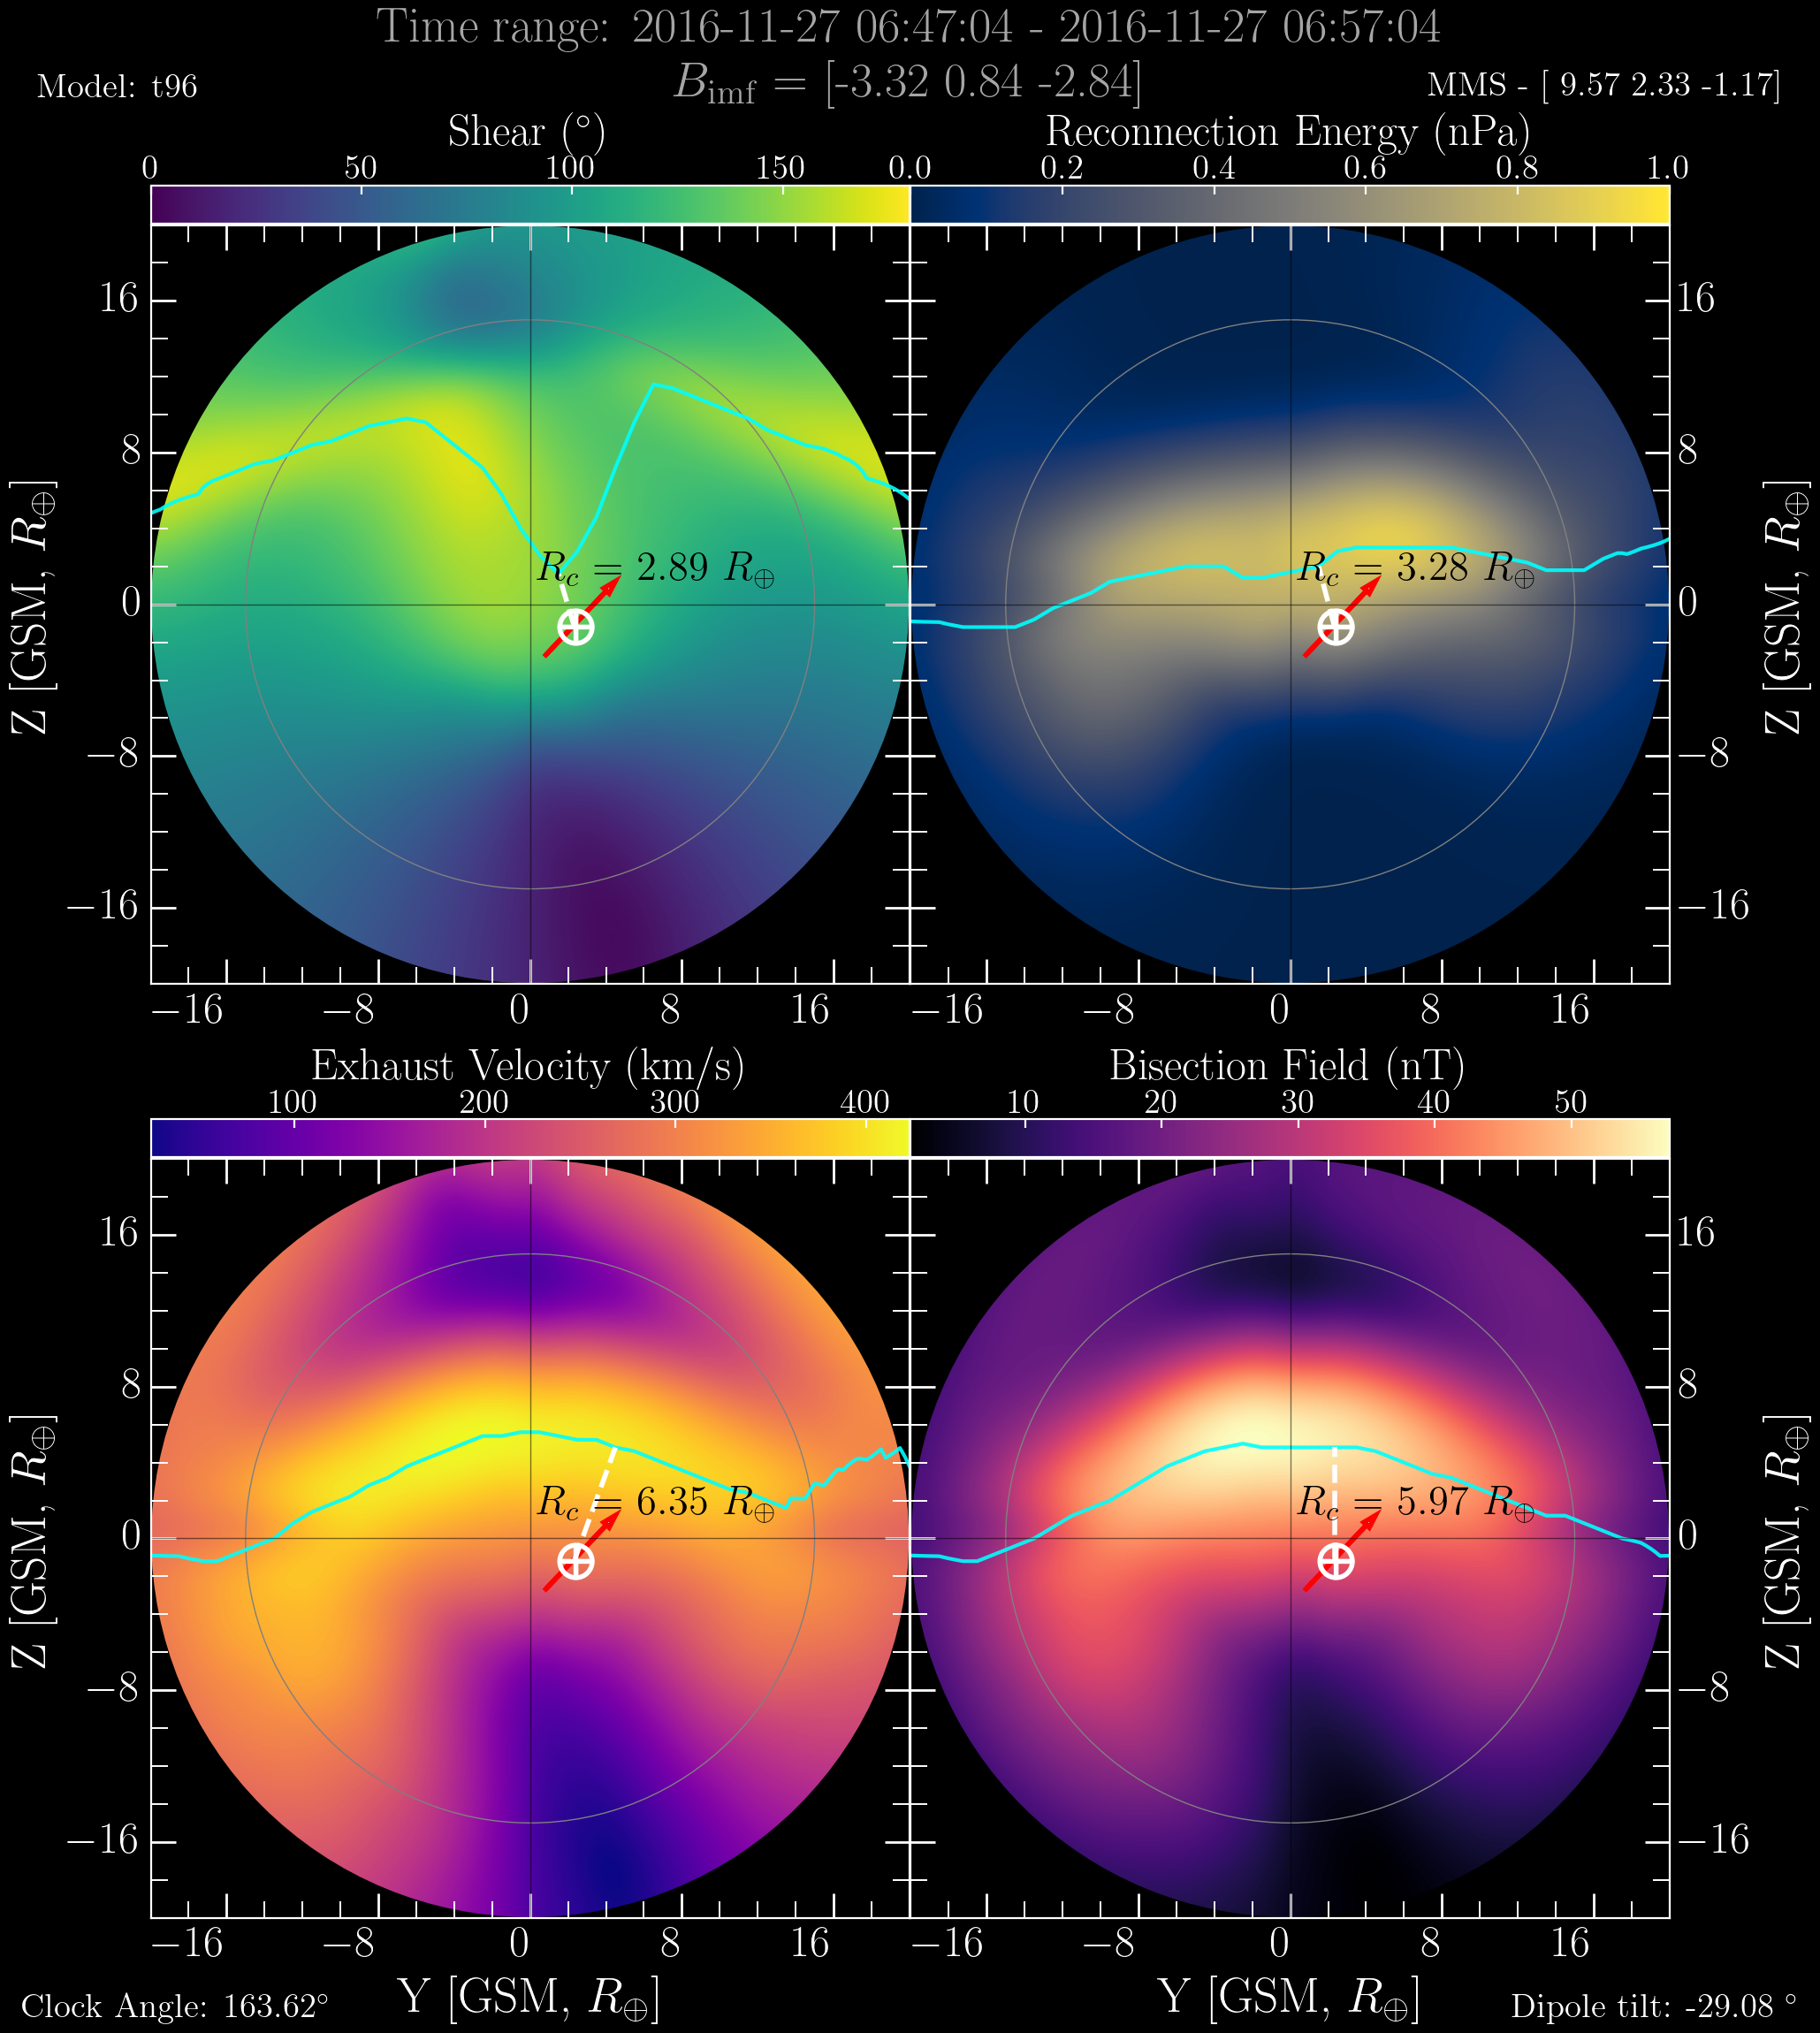 Time range: 2016-11-27 06:47:04 - 2016-11-27 06:57:04
Model: t96
B_imf = [-3.32 0.84 -2.84]
MMS - [ 9.57 2.33 -1.17]
Shear (°)
Reconnection Energy (nPa)
0 50 100 150
0.0 0.2 0.4 0.6 0.8 1.0
16 8 0 −8 −16
Z [GSM, R⊕]
R_c = 2.89 R⊕
R_c = 3.28 R⊕
16 8 0 −8 −16
Z [GSM, R⊕]
−16 −8 0 8 16
−16 −8 0 8 16
Exhaust Velocity (km/s)
Bisection Field (nT)
100 200 300 400
10 20 30 40 50
16 8 0 −8 −16
Z [GSM, R⊕]
R_c = 6.35 R⊕
R_c = 5.97 R⊕
16 8 0 −8 −16
Z [GSM, R⊕]
−16 −8 0 8 16
−16 −8 0 8 16
Y [GSM, R⊕]
Y [GSM, R⊕]
Clock Angle: 163.62°
Dipole tilt: -29.08 °